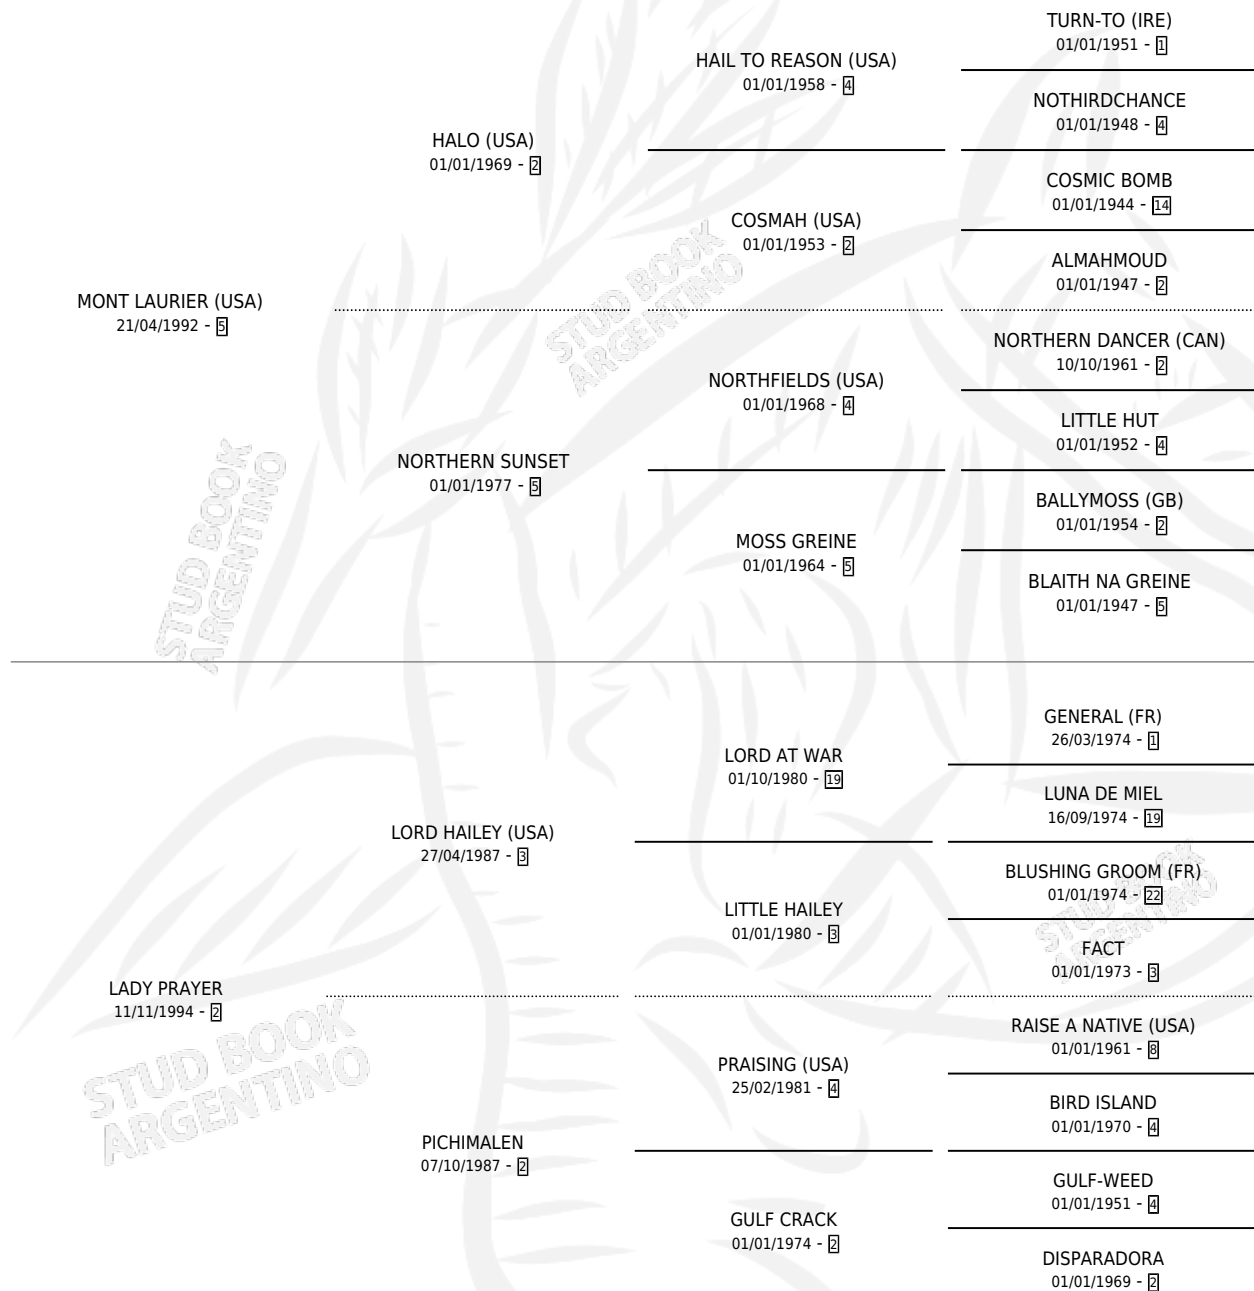 TURN-TO (IRE)
01/01/1951 - 1
HAIL TO REASON (USA)
01/01/1958 - 4
NOTHIRDCHANCE
01/01/1948 - 4
HALO (USA)
01/01/1969 - 2
COSMIC BOMB
01/01/1944 - 14
COSMAH (USA)
01/01/1953 - 2
ALMAHMOUD
01/01/1947 - 2
MONT LAURIER (USA)
21/04/1992 - 5
NORTHERN DANCER (CAN)
10/10/1961 - 2
NORTHFIELDS (USA)
01/01/1968 - 4
LITTLE HUT
01/01/1952 - 4
NORTHERN SUNSET
01/01/1977 - 5
BALLYMOSS (GB)
01/01/1954 - 2
MOSS GREINE
01/01/1964 - 5
BLAITH NA GREINE
01/01/1947 - 5
GENERAL (FR)
26/03/1974 - 1
LORD AT WAR
01/10/1980 - 19
LUNA DE MIEL
16/09/1974 - 19
LORD HAILEY (USA)
27/04/1987 - 3
BLUSHING GROOM (FR)
01/01/1974 - 22
LITTLE HAILEY
01/01/1980 - 3
FACT
01/01/1973 - 3
LADY PRAYER
11/11/1994 - 2
RAISE A NATIVE (USA)
01/01/1961 - 8
PRAISING (USA)
25/02/1981 - 4
BIRD ISLAND
01/01/1970 - 4
PICHIMALEN
07/10/1987 - 2
GULF-WEED
01/01/1951 - 4
GULF CRACK
01/01/1974 - 2
DISPARADORA
01/01/1969 - 2
STUD BOOK
ARGENTINO
STUD BOOK
ARGENTINO
STUD BOOK
ARGENTINO
STUD BOOK
ARGENTINO